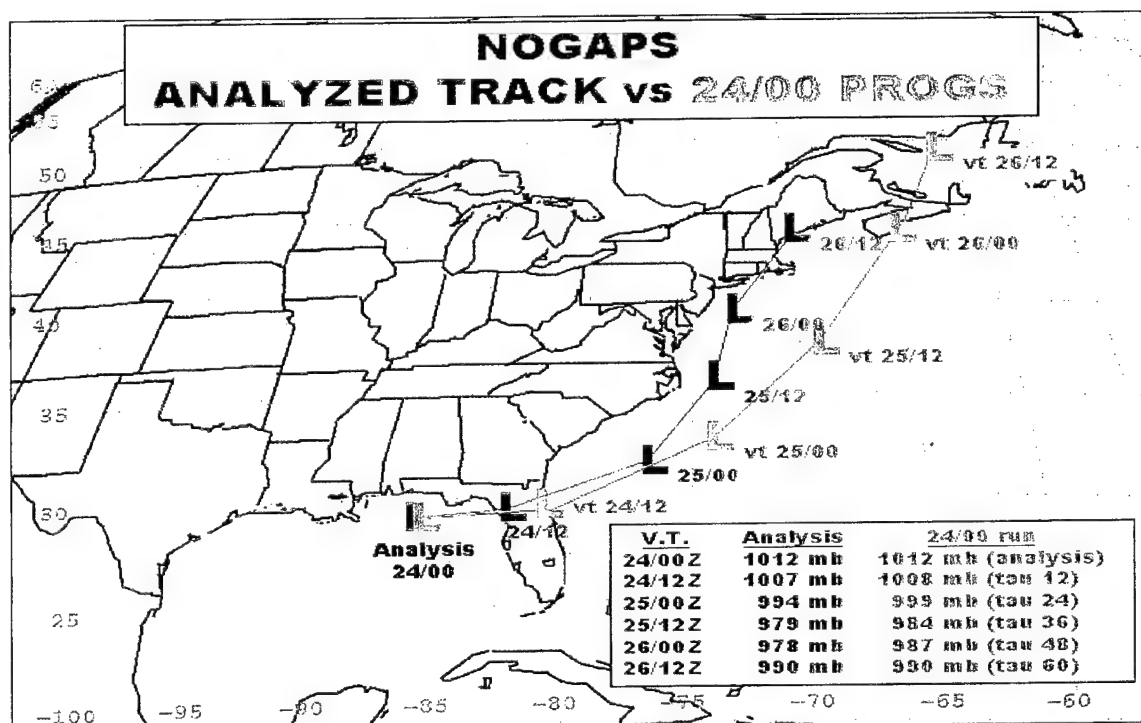 NOGAPS
ANALYZED TRACK vs 24/00 PROGS
50
45
40
35
30
25
-100
-95
-90
-85
-80
-75
-70
-65
-60
vt 26/12
26/12
vt 26/00
26/00
vt 25/12
25/12
vt 25/00
25/00
vt 24/12
24/12
Analysis
24/00
V.T. Analysis 24/00 run
24/00Z 1012 mb 1012 mb (analysis)
24/12Z 1007 mb 1008 mb (tau 12)
25/00Z 994 mb 999 mb (tau 24)
25/12Z 979 mb 984 mb (tau 36)
26/00Z 978 mb 987 mb (tau 48)
26/12Z 990 mb 990 mb (tau 60)
L
L
L
L
L
L
L
L
L
L
L